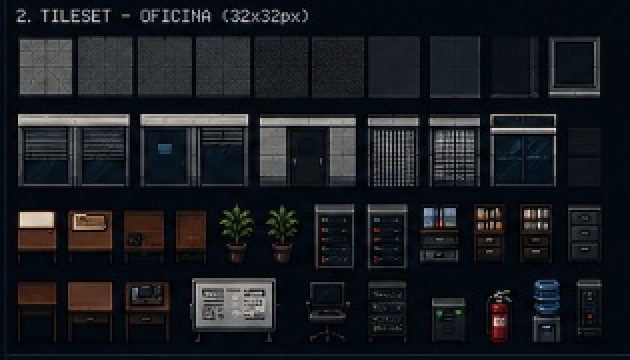 2. TILESET – OFICINA (32x32px)